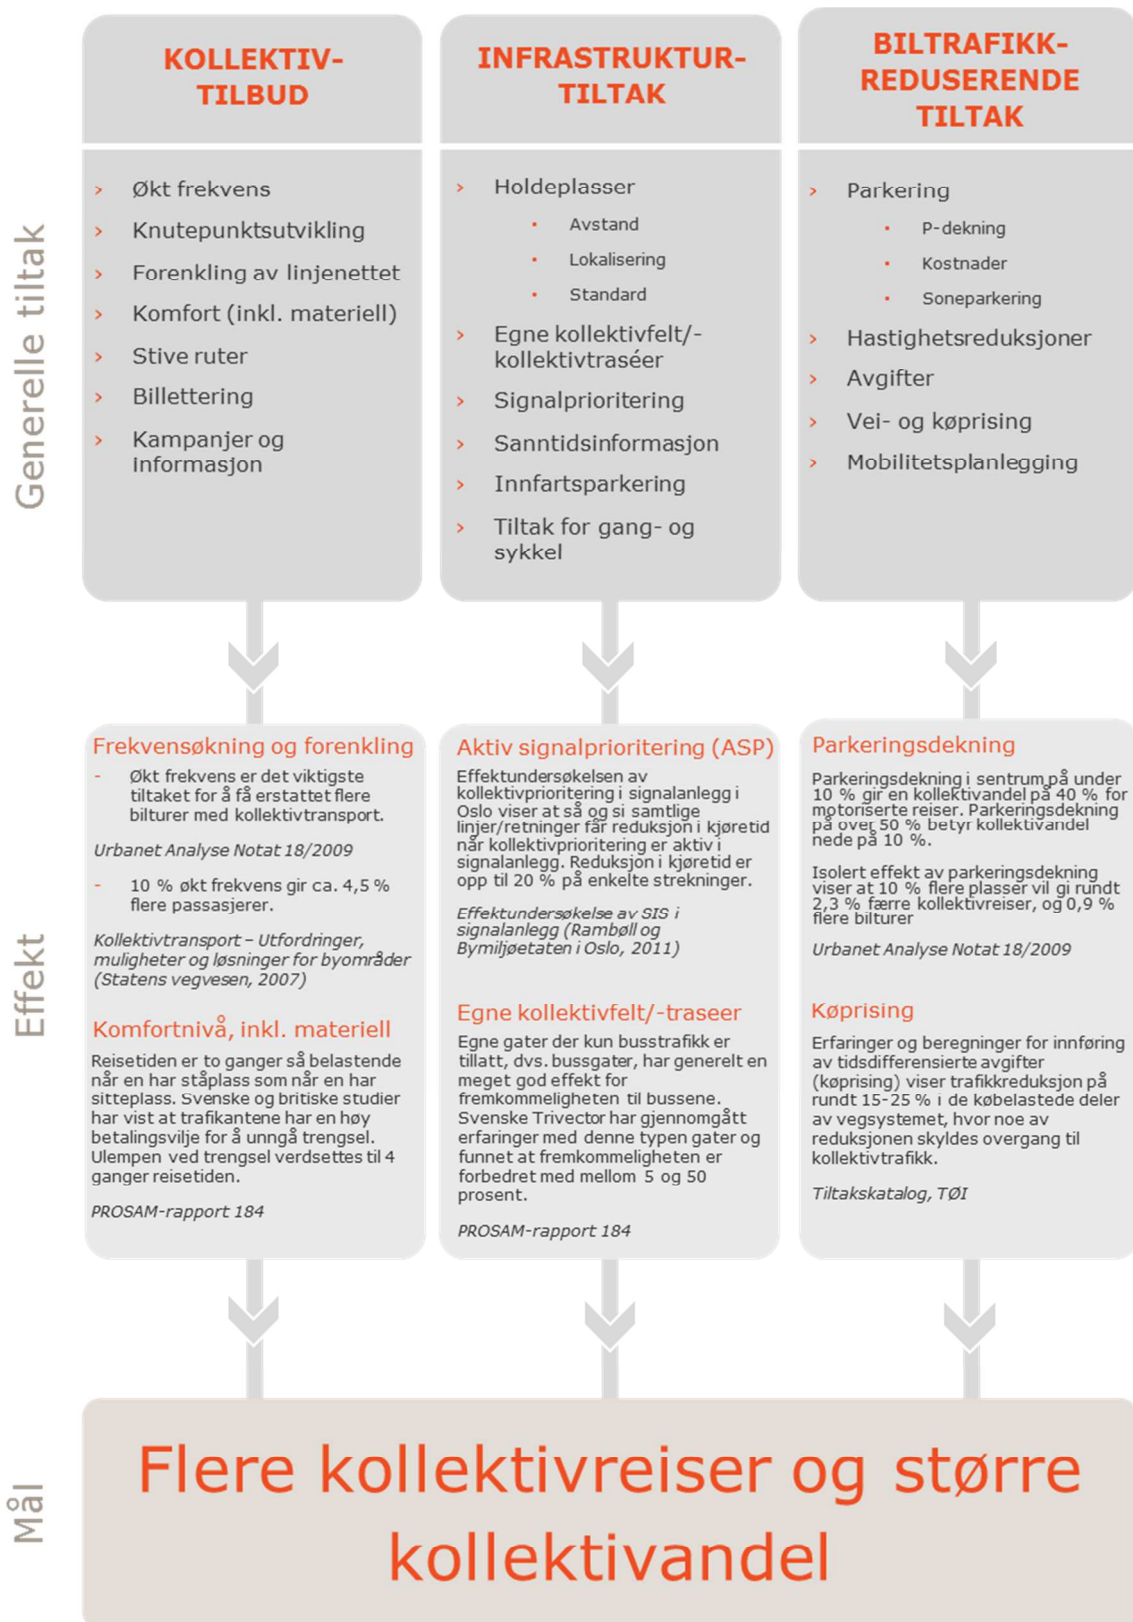 Generelle tiltak
KOLLEKTIV-
TILBUD
› Økt frekvens
› Knutepunktsutvikling
› Forenkling av linjenettet
› Komfort (inkl. materiell)
› Stive ruter
› Billettering
› Kampanjer og
informasjon
INFRASTRUKTUR-
TILTAK
› Holdeplasser
▪ Avstand
▪ Lokalisering
▪ Standard
› Egne kollektivfelt/-
kollektivtraséer
› Signalprioritering
› Sanntidsinformasjon
› Innfartsparkering
› Tiltak for gang- og
sykkel
BILTRAFIKK-
REDUSERENDE
TILTAK
› Parkering
▪ P-dekning
▪ Kostnader
▪ Soneparkering
› Hastighetsreduksjoner
› Avgifter
› Vei- og køprising
› Mobilitetsplanlegging
Effekt
Frekvensøkning og forenkling
- Økt frekvens er det viktigste
tiltaket for å få erstattet flere
bilturer med kollektivtransport.
Urbanet Analyse Notat 18/2009
- 10 % økt frekvens gir ca. 4,5 %
flere passasjerer.
Kollektivtransport – Utfordringer,
muligheter og løsninger for byområder
(Statens vegvesen, 2007)
Komfortnivå, inkl. materiell
Reisetiden er to ganger så belastende
når en har ståplass som når en har
sitteplass. Svenske og britiske studier
har vist at trafikantene har en høy
betalingsvilje for å unngå trengsel.
Ulempen ved trengsel verdsettes til 4
ganger reisetiden.
PROSAM-rapport 184
Aktiv signalprioritering (ASP)
Effektundersøkelsen av
kollektivprioritering i signalanlegg i
Oslo viser at så og si samtlige
linjer/retninger får reduksjon i kjøretid
når kollektivprioritering er aktiv i
signalanlegg. Reduksjon i kjøretid er
opp til 20 % på enkelte strekninger.
Effektundersøkelse av SIS i
signalanlegg (Rambøll og
Bymiljøetaten i Oslo, 2011)
Egne kollektivfelt/-traseer
Egne gater der kun busstrafikk er
tillatt, dvs. bussgater, har generelt en
meget god effekt for
fremkommeligheten til bussene.
Svenske Trivector har gjennomgått
erfaringer med denne typen gater og
funnet at fremkommeligheten er
forbedret med mellom 5 og 50
prosent.
PROSAM-rapport 184
Parkeringsdekning
Parkeringsdekning i sentrum på under
10 % gir en kollektivandel på 40 % for
motoriserte reiser. Parkeringsdekning
på over 50 % betyr kollektivandel
nede på 10 %.
Isolert effekt av parkeringsdekning
viser at 10 % flere plasser vil gi rundt
2,3 % færre kollektivreiser, og 0,9 %
flere bilturer
Urbanet Analyse Notat 18/2009
Køprising
Erfaringer og beregninger for innføring
av tidsdifferensierte avgifter
(køprising) viser trafikkreduksjon på
rundt 15-25 % i de købelastede deler
av vegsystemet, hvor noe av
reduksjonen skyldes overgang til
kollektivtrafikk.
Tiltakskatalog, TØI
Mål
Flere kollektivreiser og større
kollektivandel